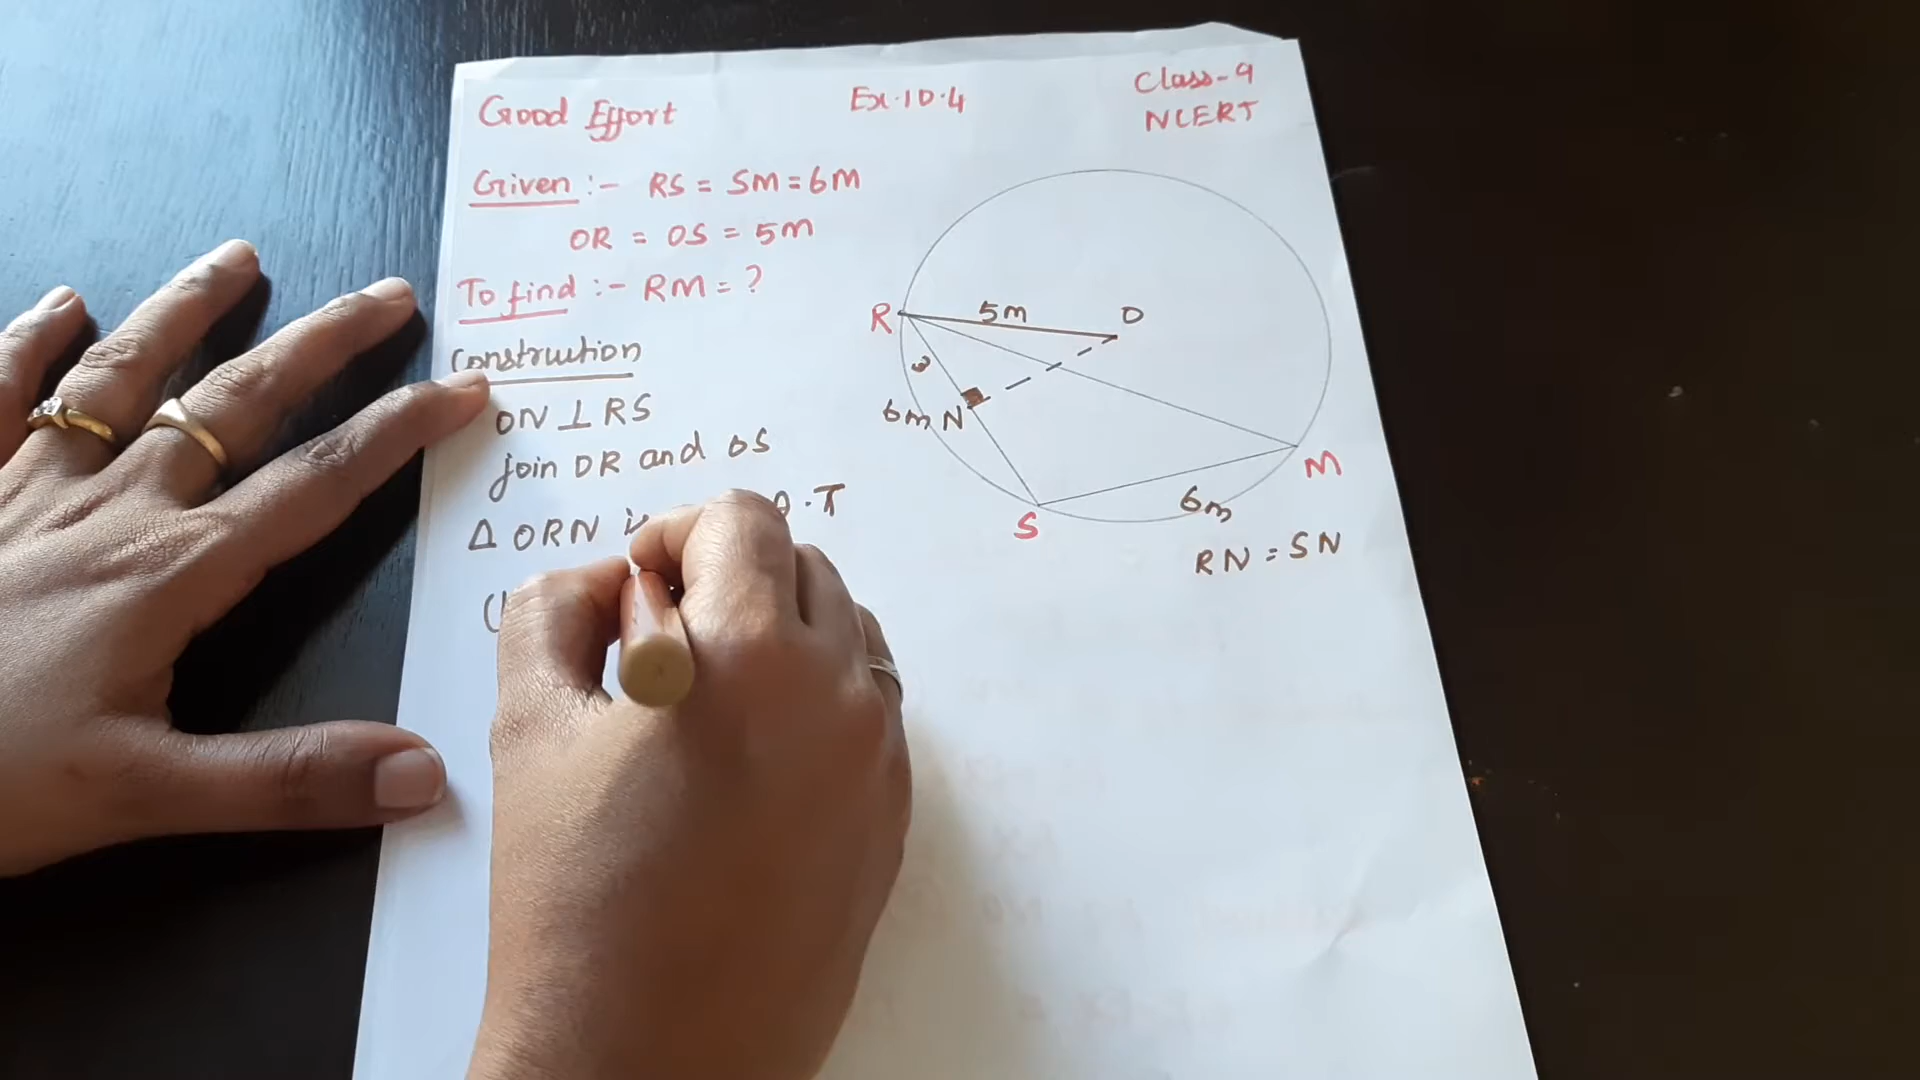 Good Effort
Ex.10.4
Class-9
NCERT
Given :- RS = SM = 6m
OR = OS = 5m
To find :- RM = ?
Construction
ON ⊥ RS
join OR and OS
Δ ORN A.T
R
5m
O
3
6m N
M
6m
S
RN = SN